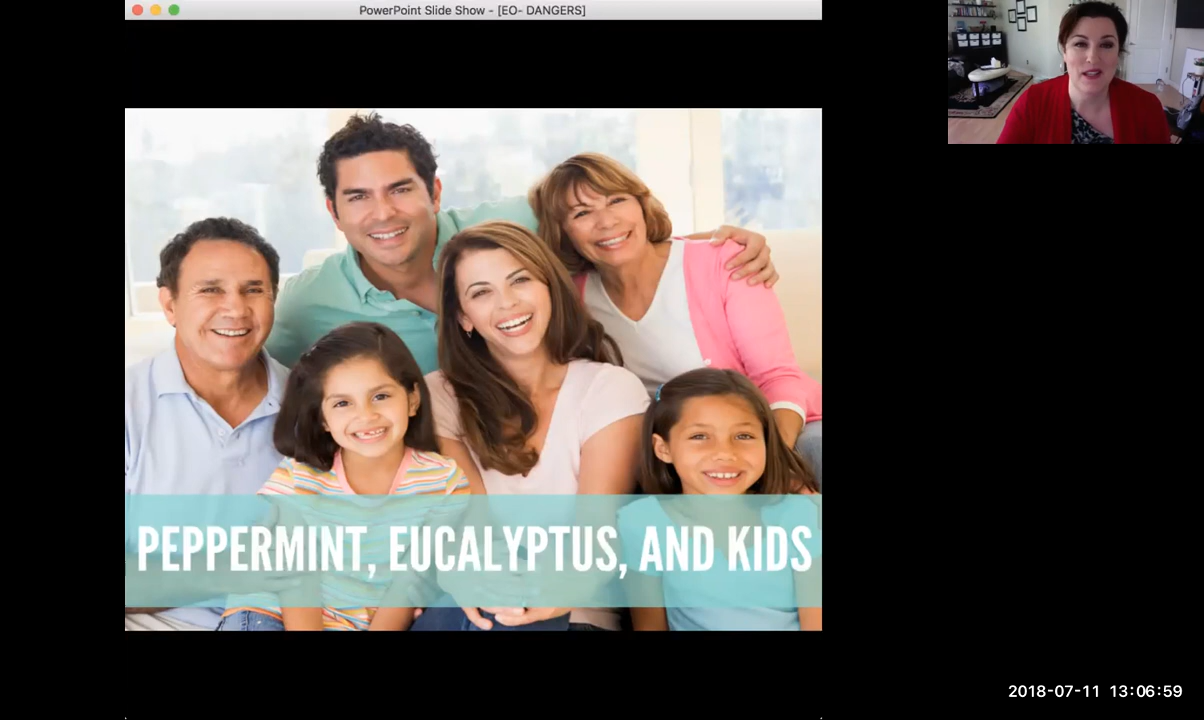 PowerPoint Slide Show - [EO- DANGERS]
PEPPERMINT, EUCALYPTUS, AND KIDS
2018-07-11 13:06:59